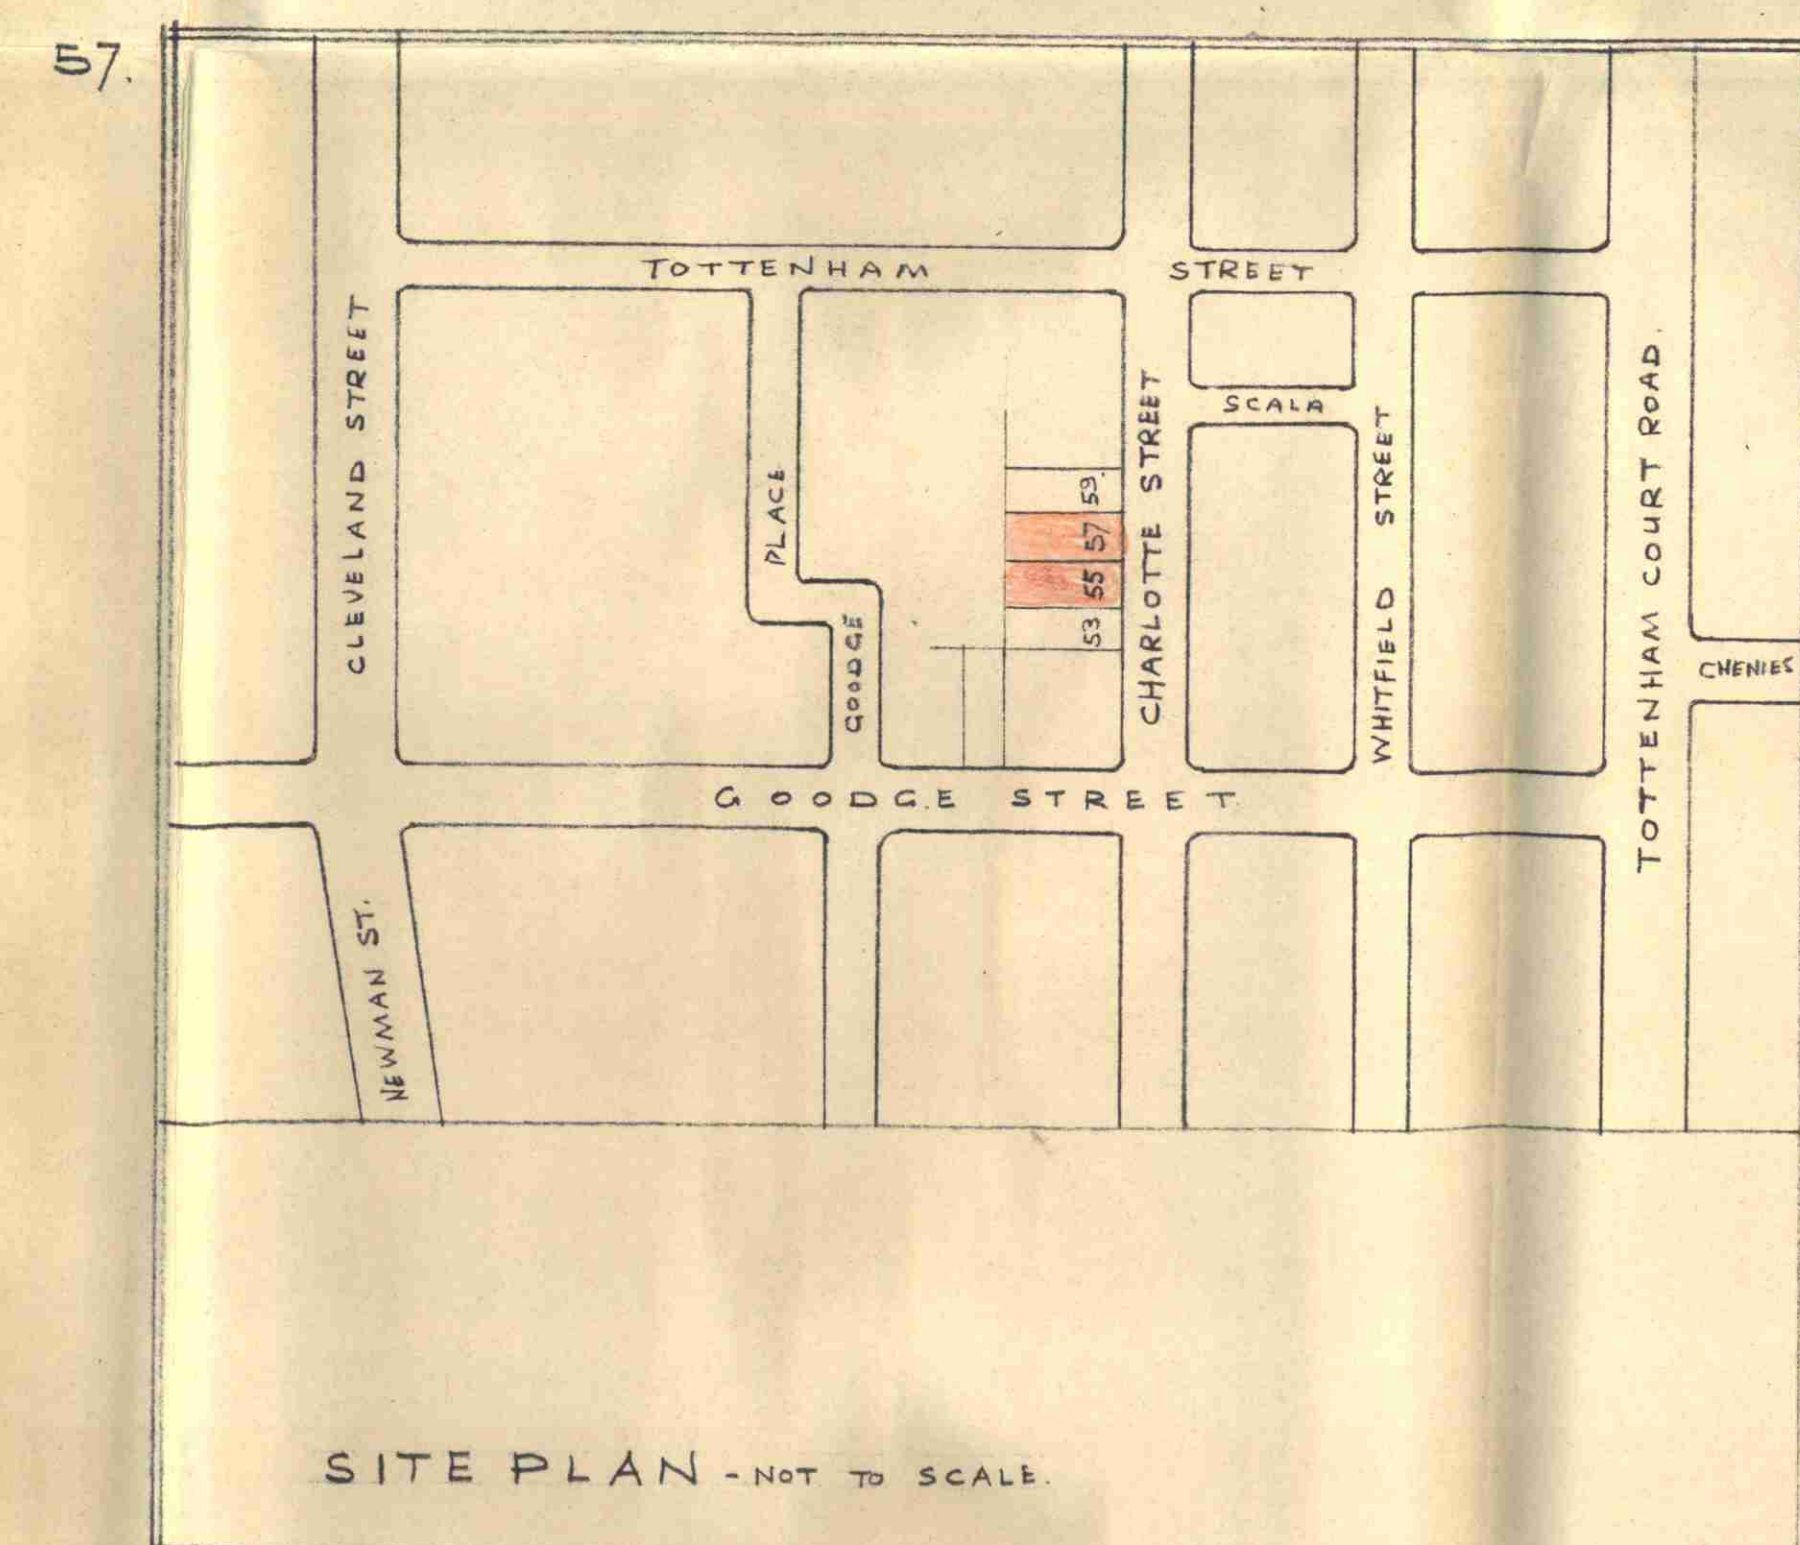 57.
TOTTENHAM STREET
CLEVELAND STREET
PLACE
GOODGE
59.
57
55
53
CHARLOTTE STREET
SCALA
WHITFIELD STREET
TOTTENHAM COURT ROAD.
CHENIES
GOODGE STREET
NEWMAN ST.
SITE PLAN - NOT TO SCALE.